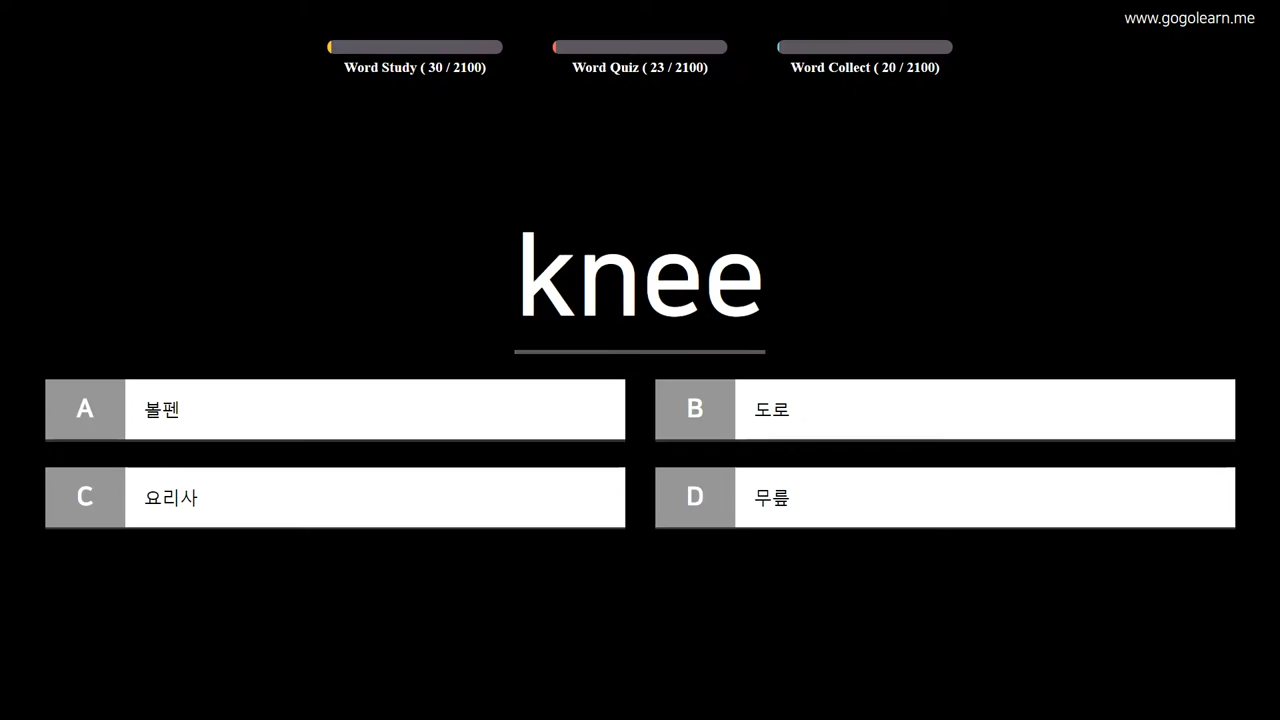 www.gogolearn.me
Word Study ( 30 / 2100)
Word Quiz ( 23 / 2100)
Word Collect ( 20 / 2100)
knee
A 볼펜
B 도로
C 요리사
D 무릎